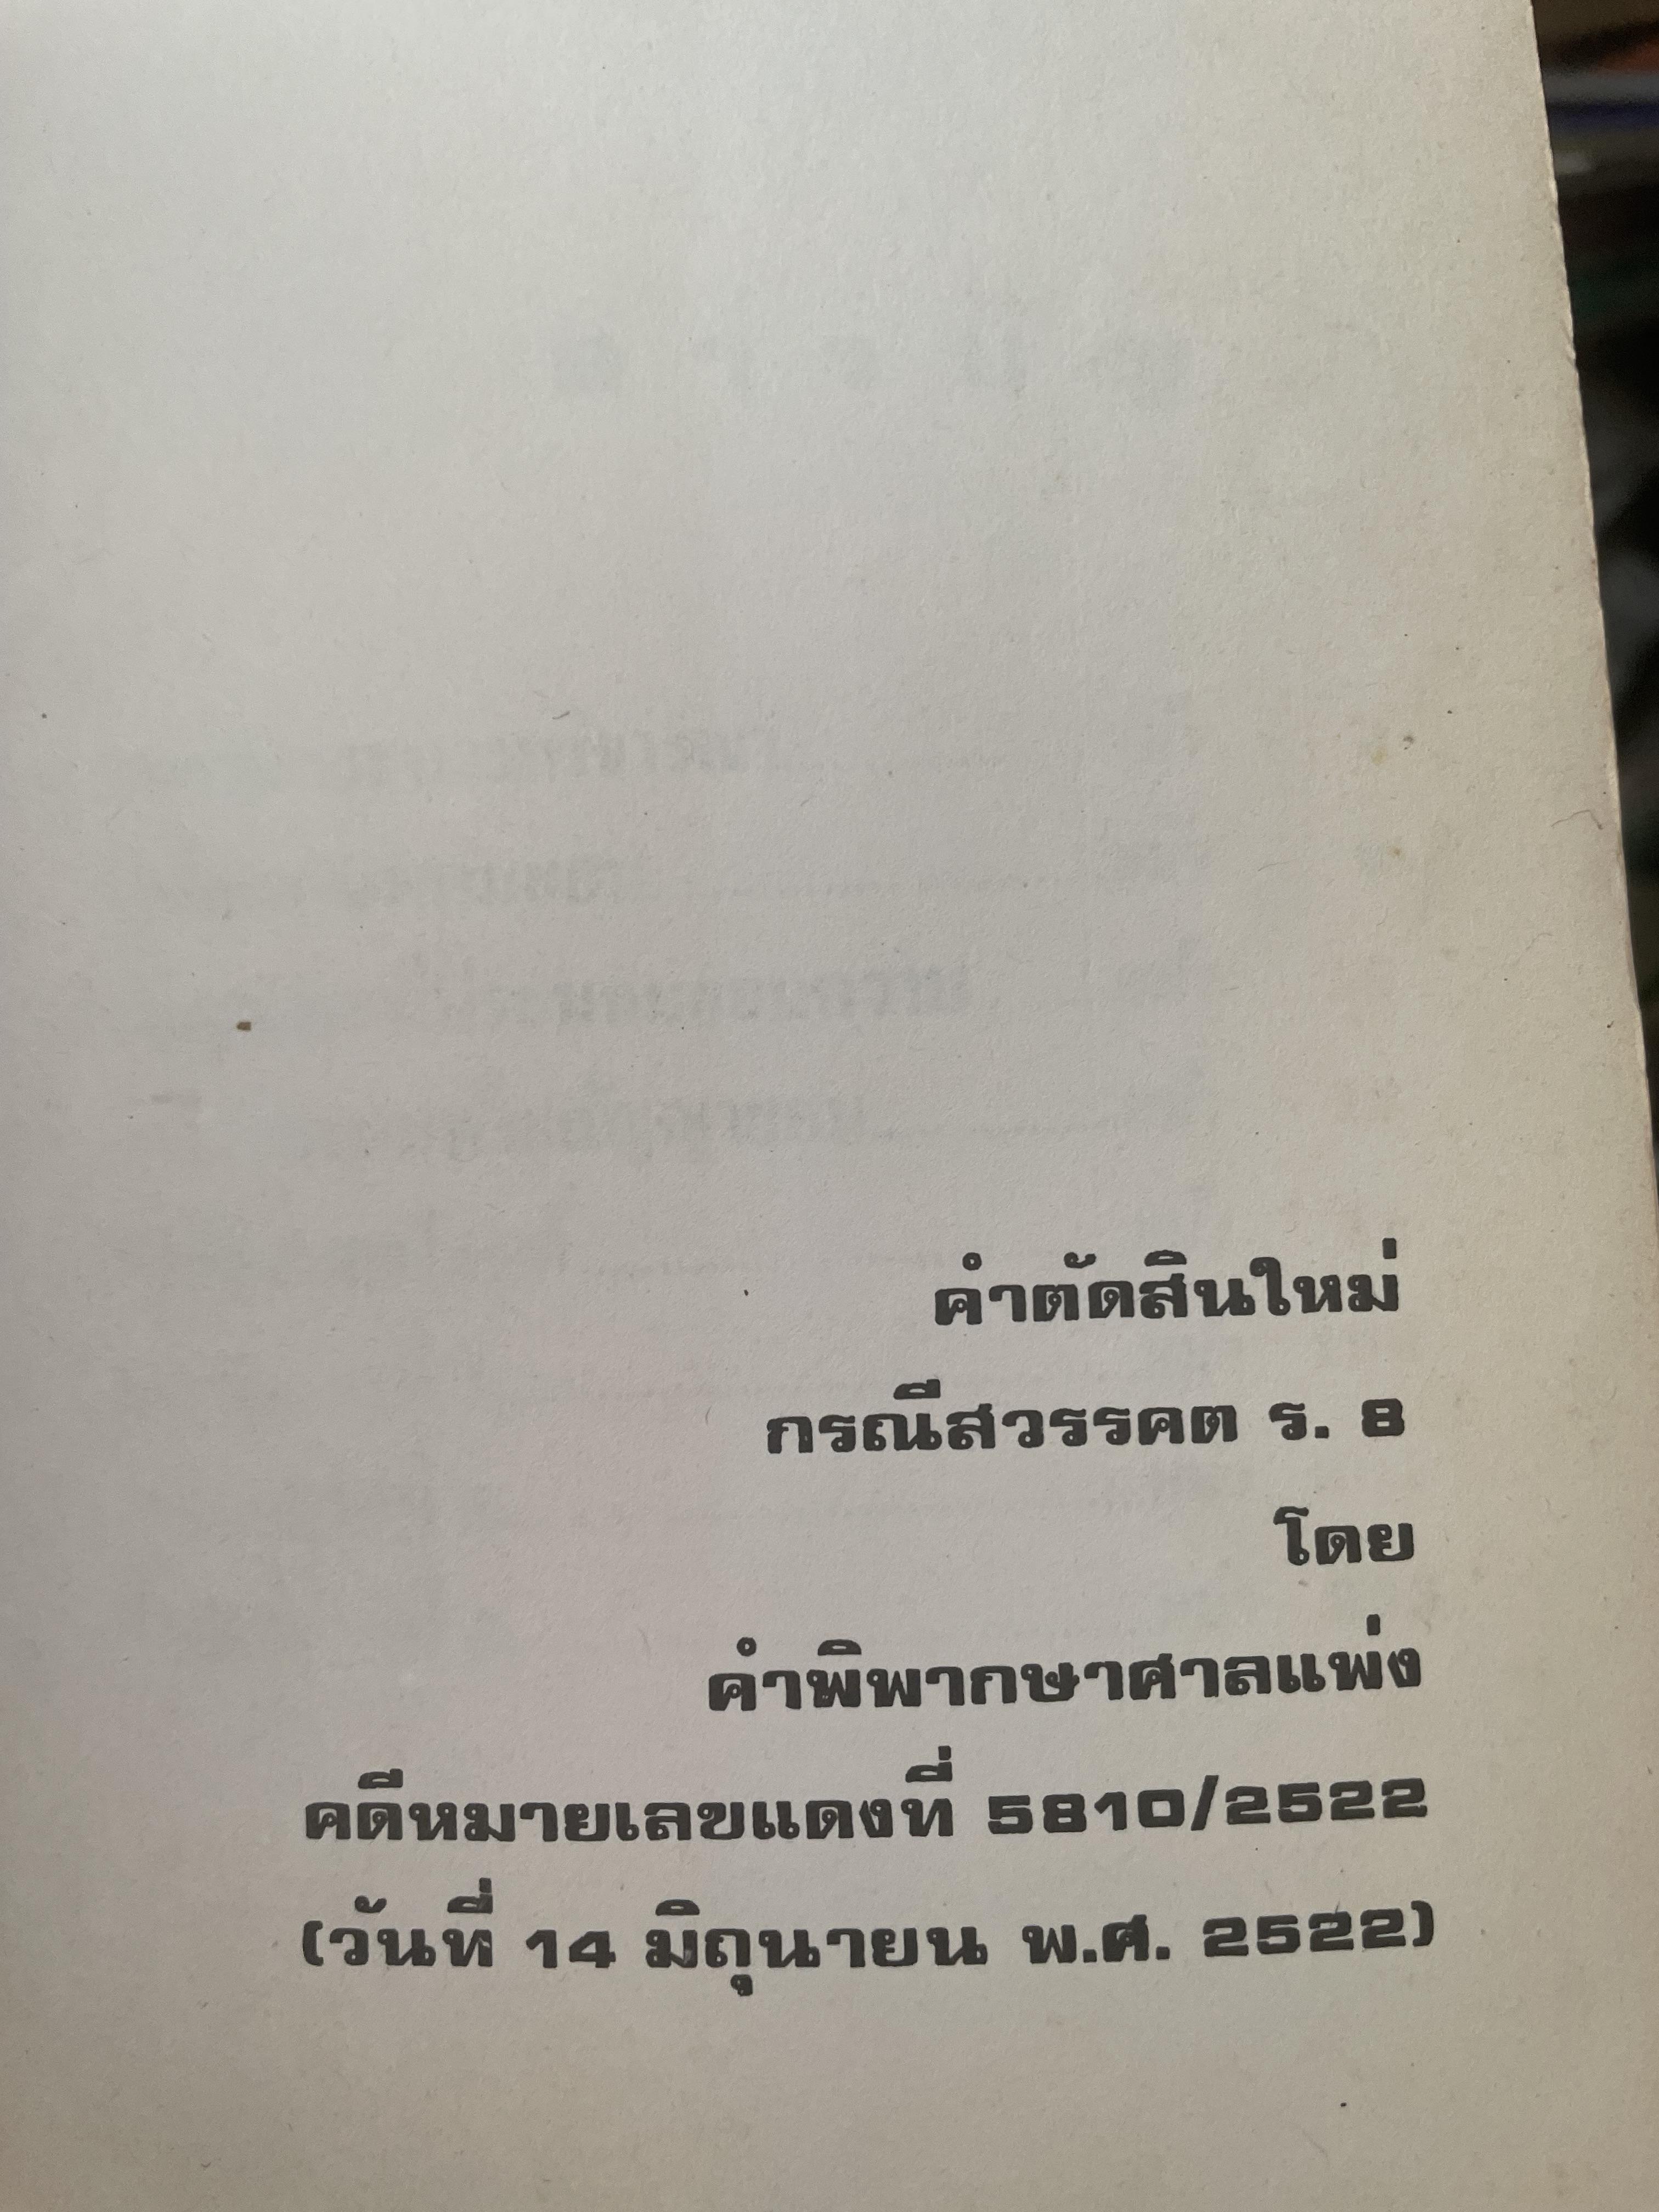 คำตัดสินใหม่
กรณีสวรรคต ร. 8
โดย
คำพิพากษาศาลแพ่ง
คดีหมายเลขแดงที่ 5810/2522
(วันที่ 14 มิถุนายน พ.ศ. 2522)